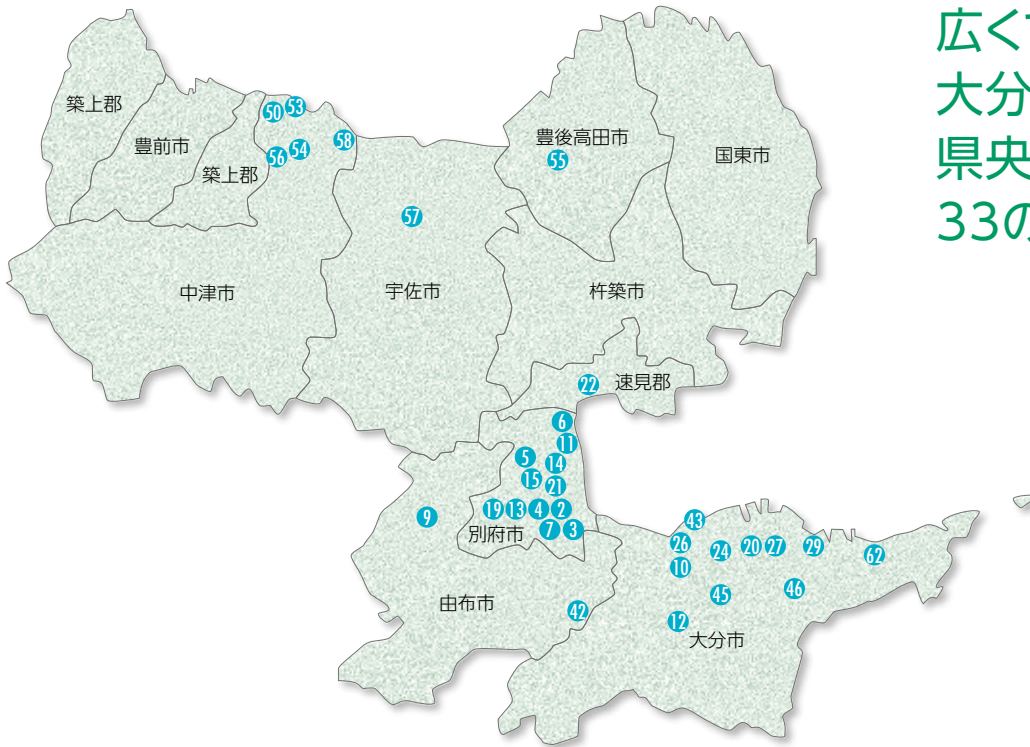 広く
大分
県央
33の
築上郡
豊前市
築上郡
50
53
58
56
54
豊後高田市
55
国東市
57
中津市
宇佐市
杵築市
22
速見郡
6
11
5
14
15
21
19
13
4
2
7
3
別府市
9
由布市
42
43
26
24
20
27
29
62
10
45
46
12
大分市